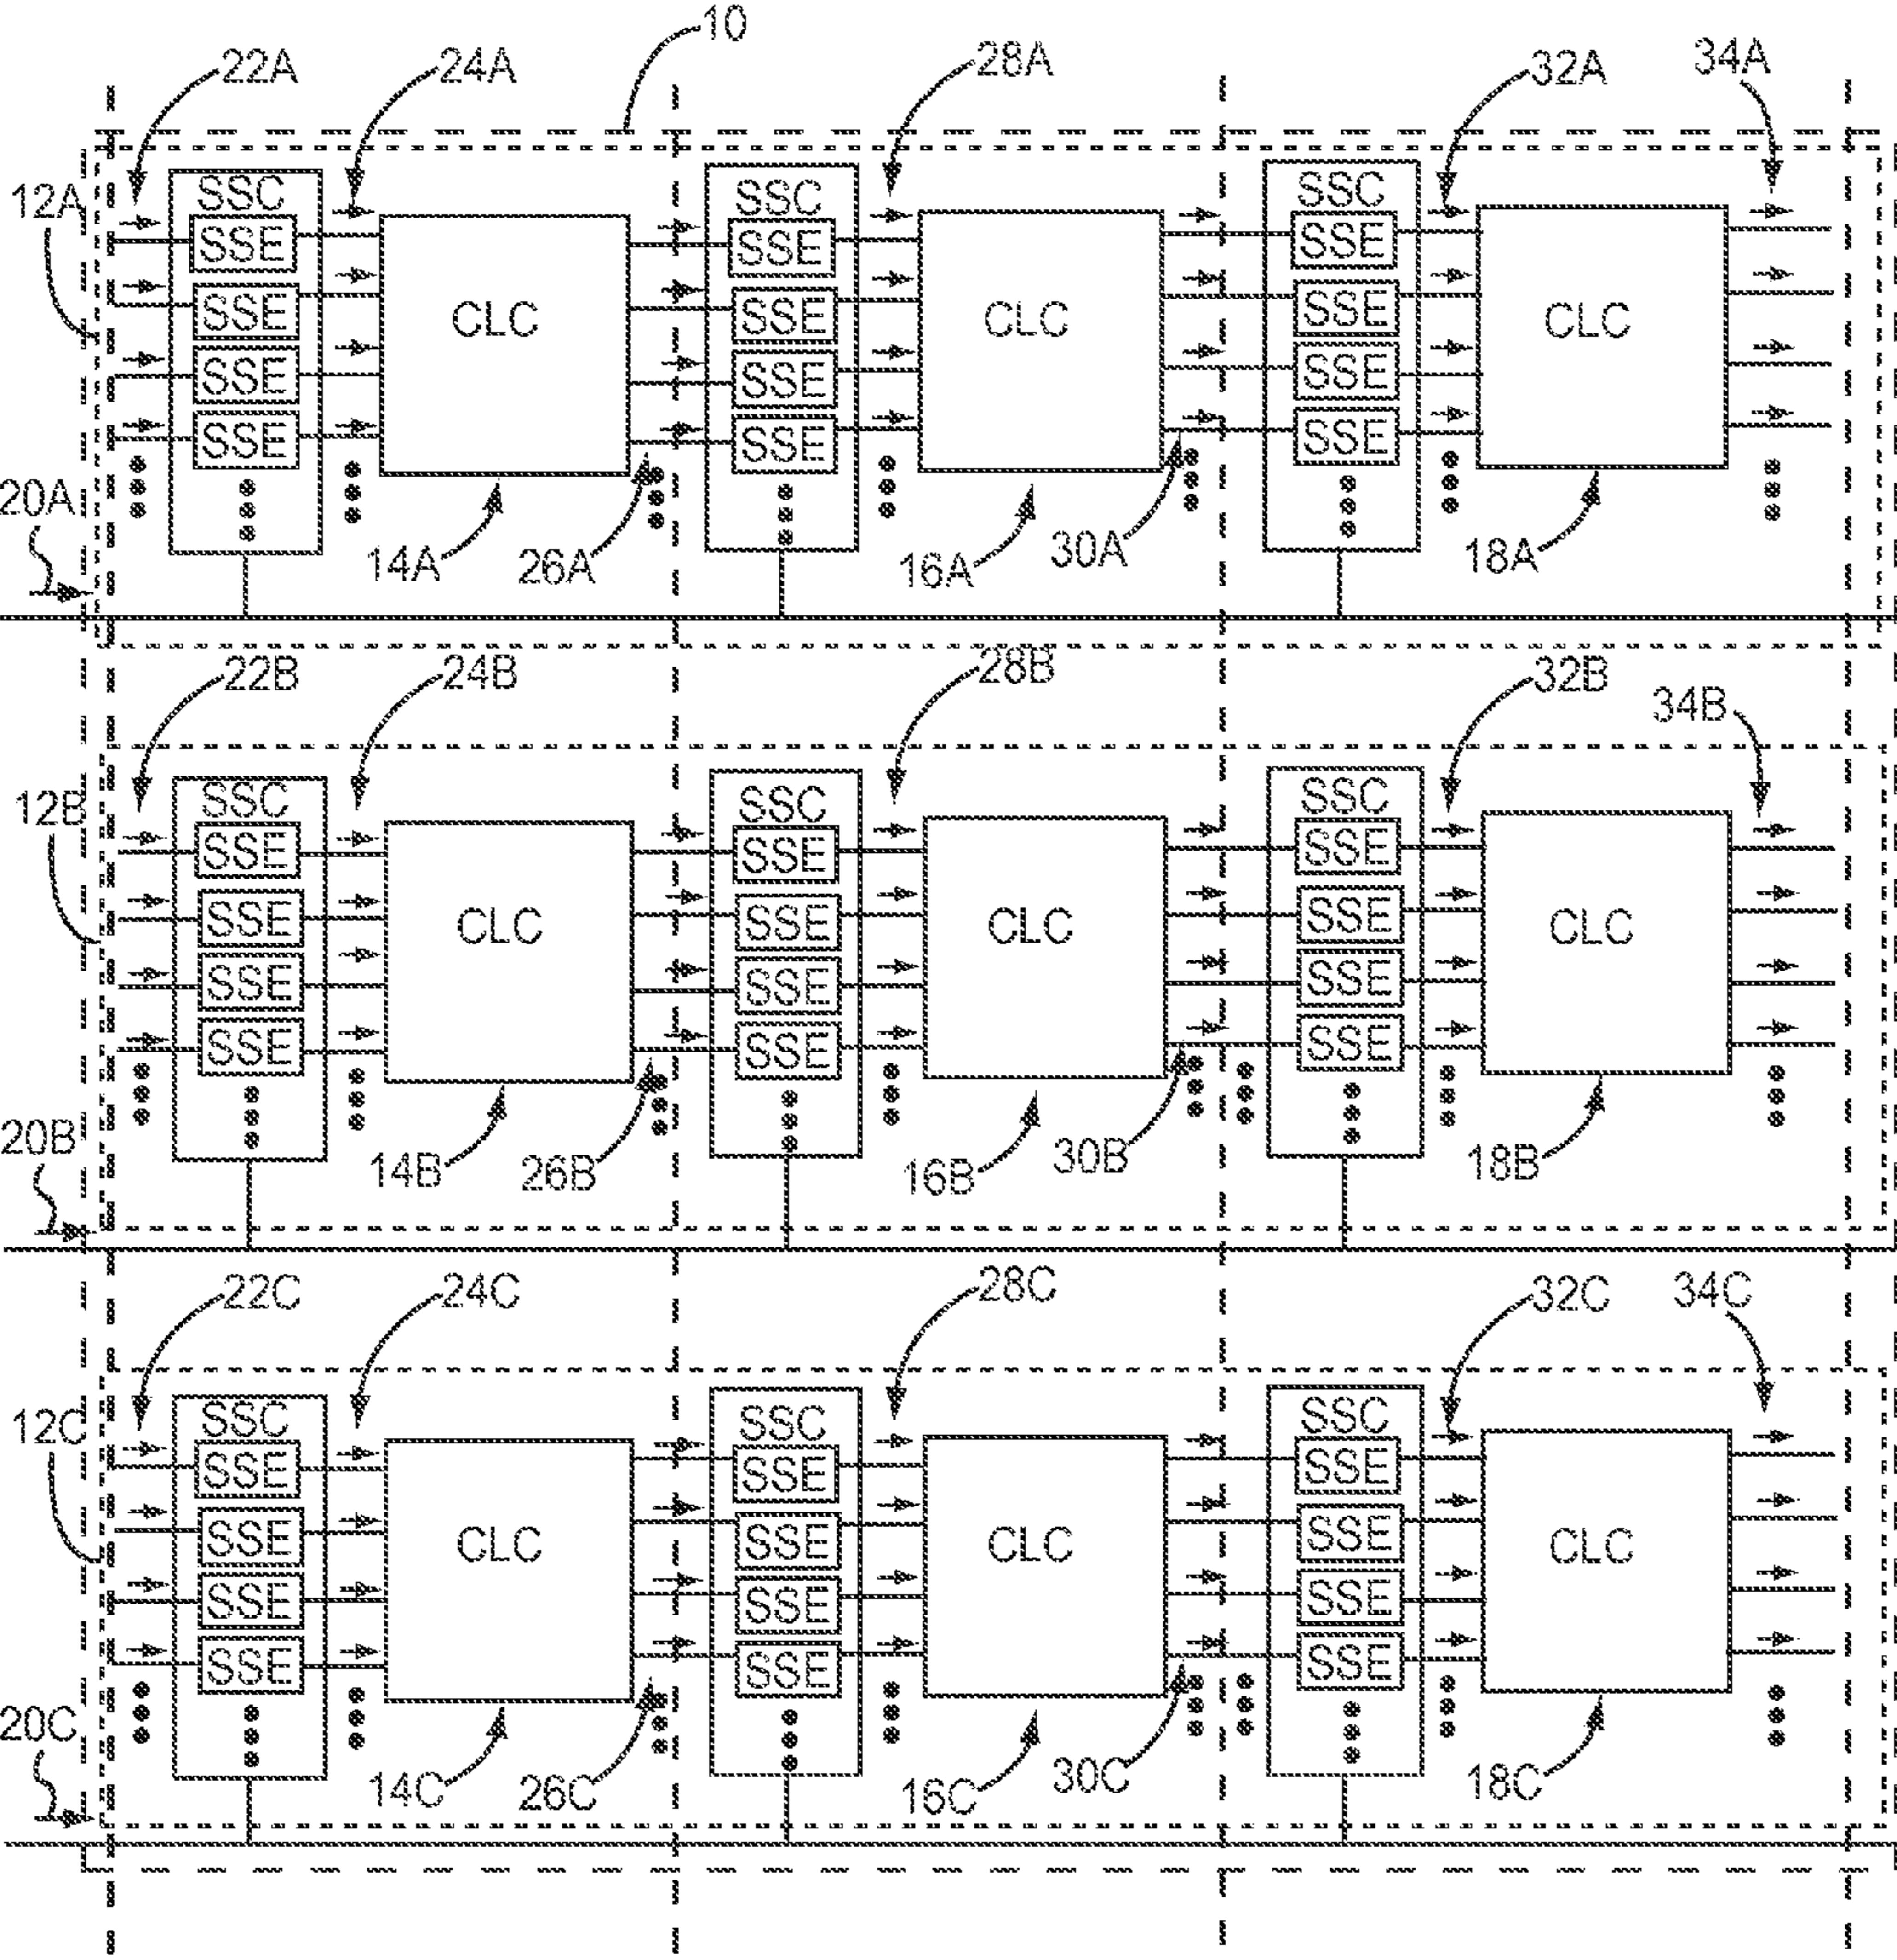 10
22A 24A 28A 32A 34A
12A
SSC SSC SSC
SSE SSE SSE
SSE SSE SSE
CLC CLC CLC
SSE SSE SSE
SSE SSE SSE
20A
14A 26A 16A 30A 18A
22B 24B 28B 32B 34B
12B
SSC SSC SSC
SSE SSE SSE
SSE SSE SSE
CLC CLC CLC
SSE SSE SSE
SSE SSE SSE
20B
14B 26B 16B 30B 18B
22C 24C 28C 32C 34C
12C
SSC SSC SSC
SSE SSE SSE
SSE SSE SSE
CLC CLC CLC
SSE SSE SSE
SSE SSE SSE
20C
14C 26C 16C 30C 18C